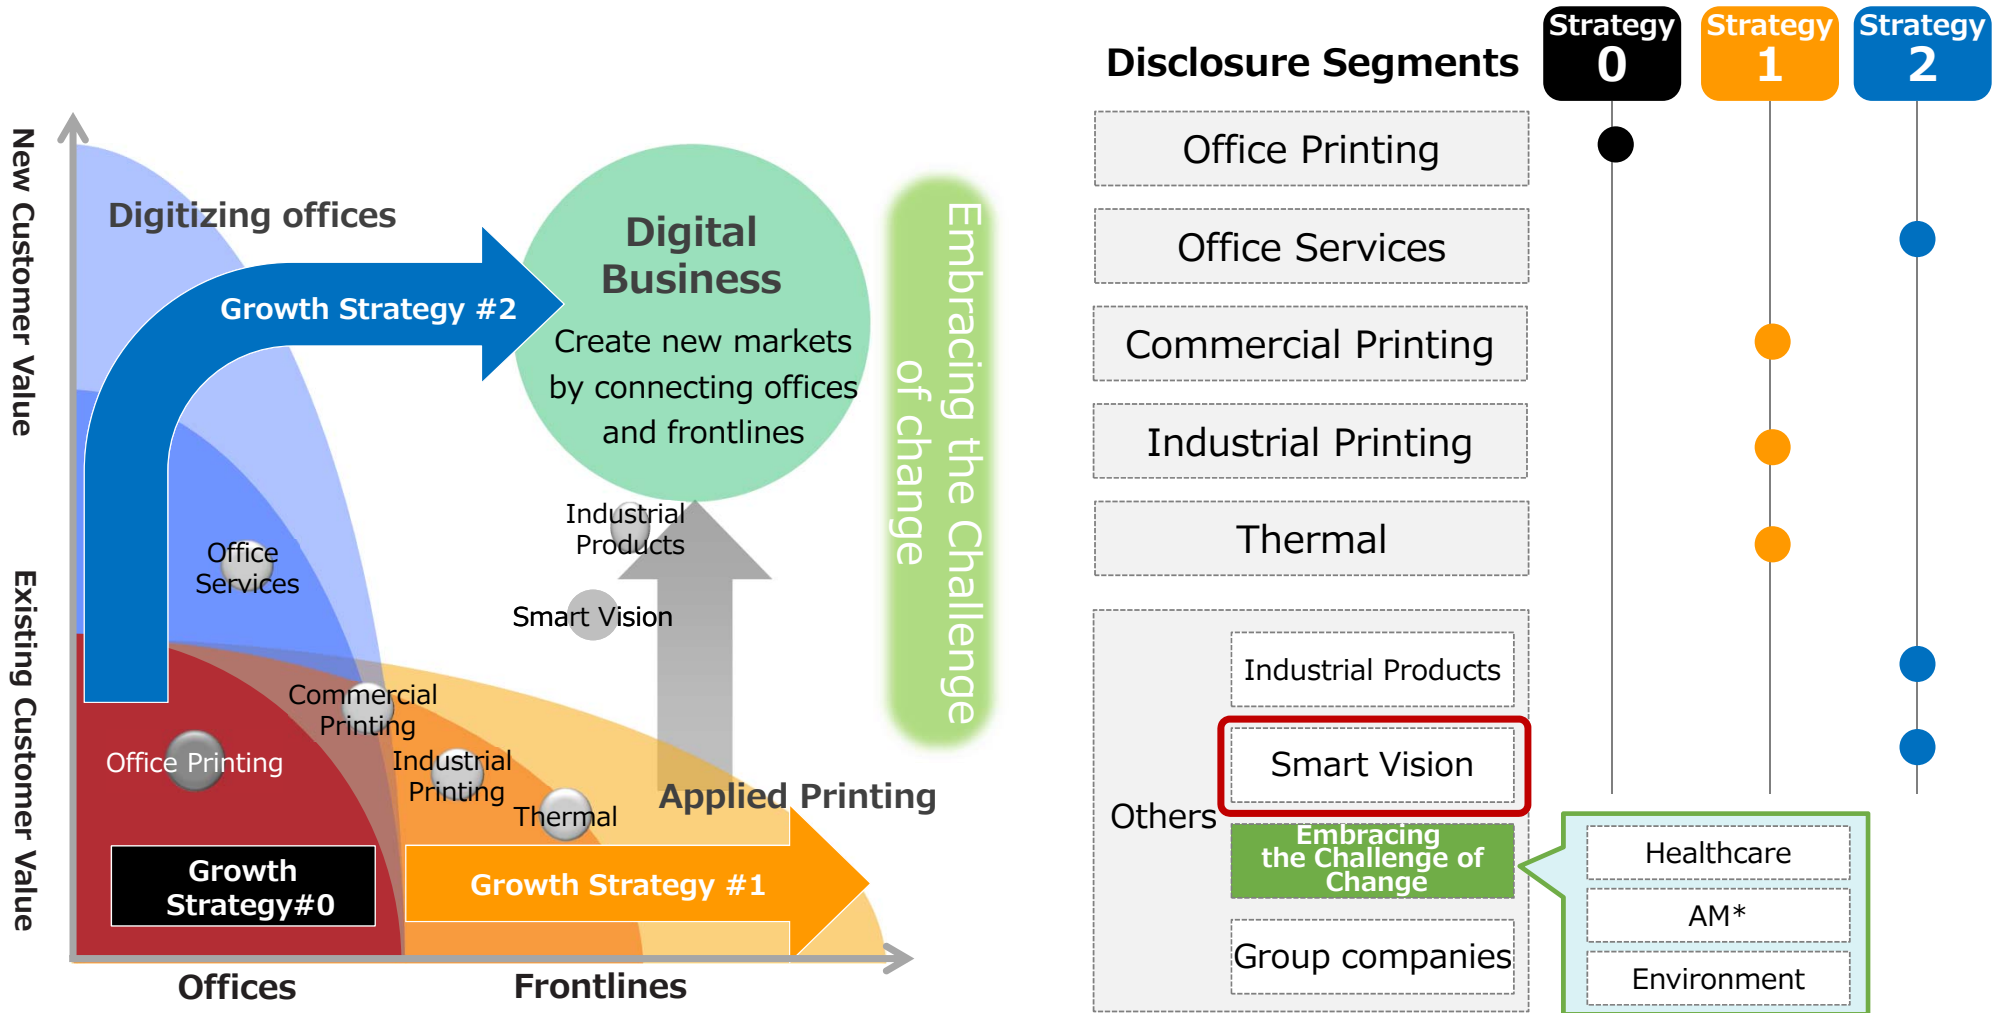 New Customer Value
Existing Customer Value
Digitizing offices
Growth Strategy #2
Digital
Business
Create new markets
by connecting offices
and frontlines
Embracing the Challenge
of change
Industrial
Products
Office
Services
Smart Vision
Commercial
Printing
Office Printing
Industrial
Printing
Thermal
Applied Printing
Growth
Strategy#0
Growth Strategy #1
Offices
Frontlines
Disclosure Segments
Strategy
0
Strategy
1
Strategy
2
Office Printing
Office Services
Commercial Printing
Industrial Printing
Thermal
Others
Industrial Products
Smart Vision
Embracing
the Challenge of
Change
Group companies
Healthcare
AM*
Environment